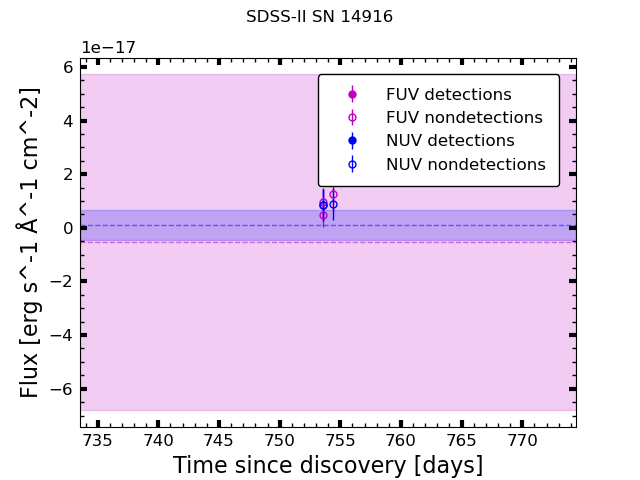 SDSS-II SN 14916
1e−17
FUV detections
FUV nondetections
NUV detections
NUV nondetections
6
4
2
0
−2
−4
−6
Flux [erg s^-1 Å^-1 cm^-2]
735 740 745 750 755 760 765 770
Time since discovery [days]